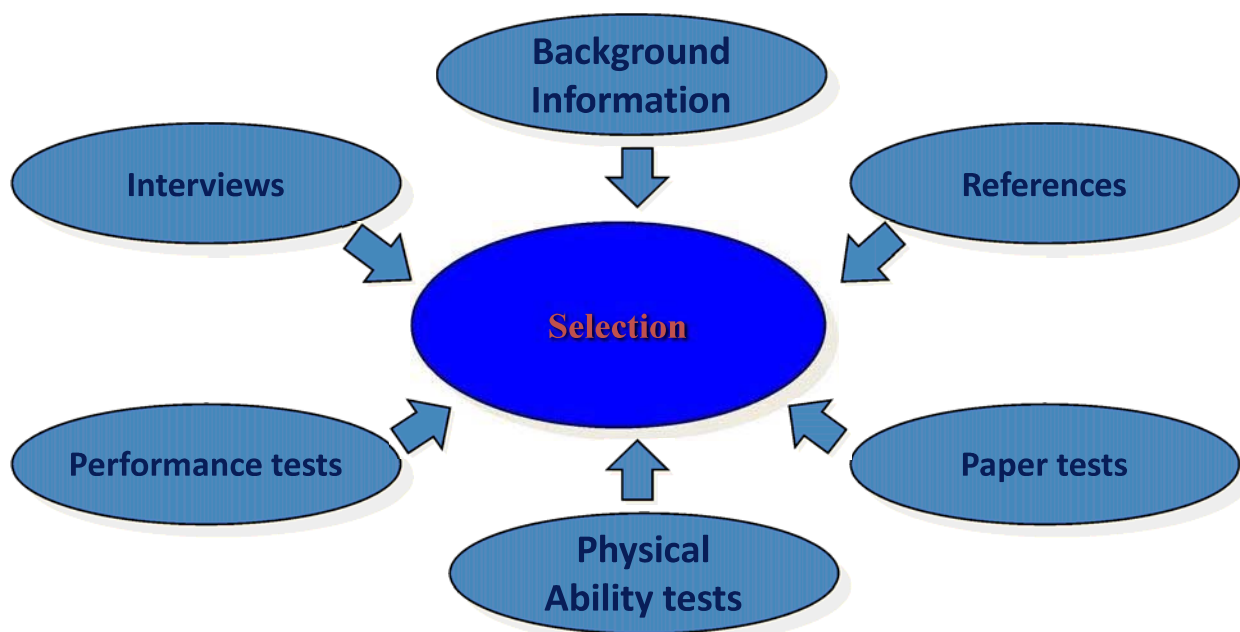 Background
Information
Interviews
References
Selection
Performance tests
Paper tests
Physical
Ability tests